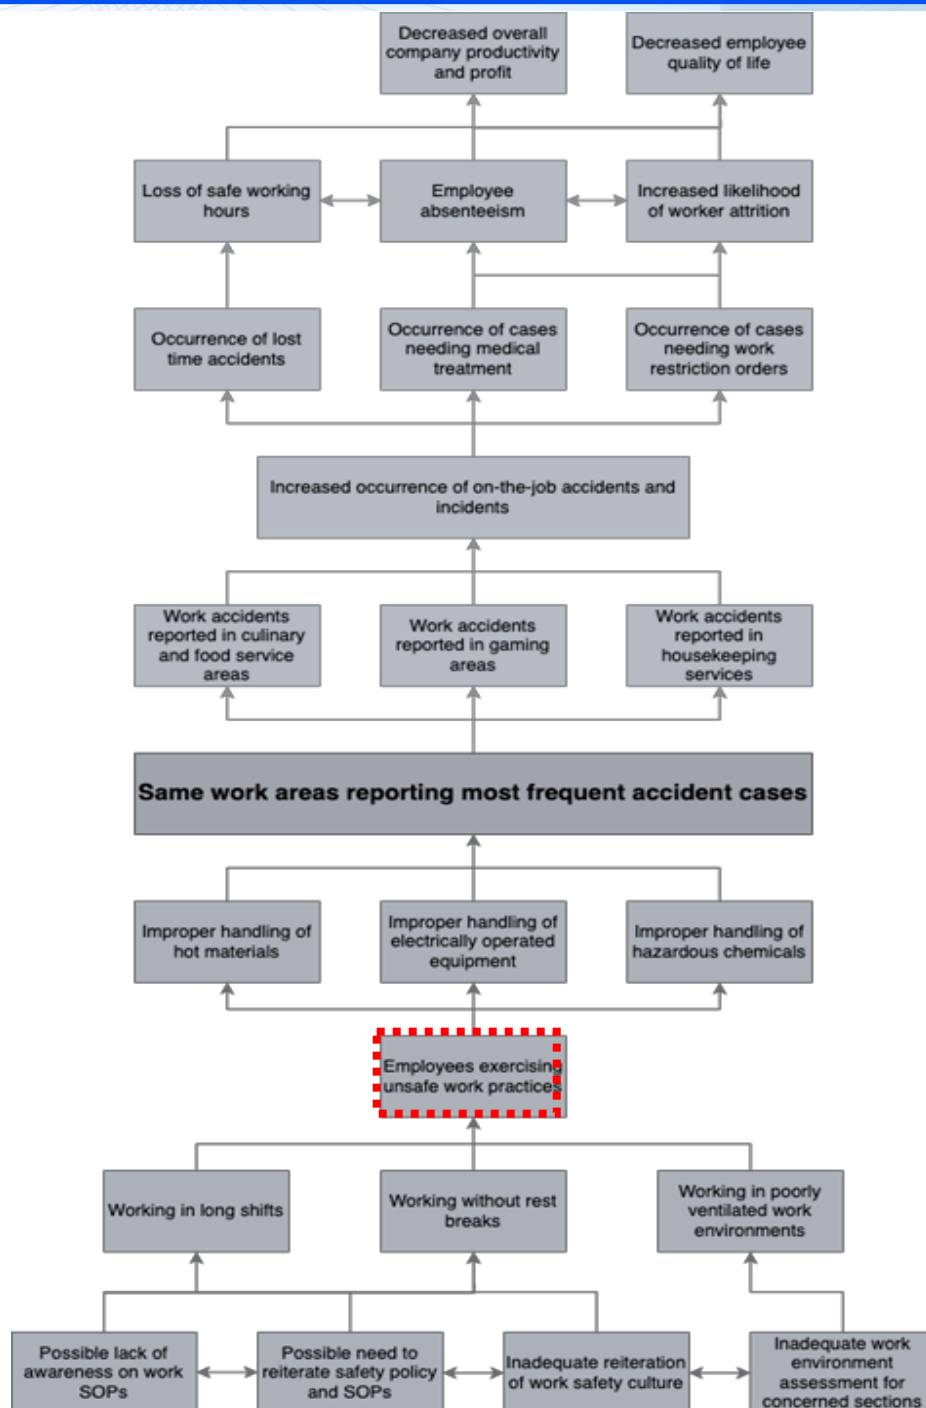 Decreased overall
company productivity
and profit
Decreased employee
quality of life
Loss of safe working
hours
Employee
absenteeism
Increased likelihood
of worker attrition
Occurrence of lost
time accidents
Occurrence of cases
needing medical
treatment
Occurrence of cases
needing work
restriction orders
Increased occurrence of on-the-job accidents and
incidents
Work accidents
reported in culinary
and food service
areas
Work accidents
reported in gaming
areas
Work accidents
reported in
housekeeping
services
Same work areas reporting most frequent accident cases
Improper handling of
hot materials
Improper handling of
electrically operated
equipment
Improper handling of
hazardous chemicals
Employees exercising
unsafe work practices
Working in long shifts
Working without rest
breaks
Working in poorly
ventilated work
environments
Possible lack of
awareness on work
SOPs
Possible need to
reiterate safety policy
and SOPs
Inadequate reiteration
of work safety culture
Inadequate work
environment
assessment for
concerned sections